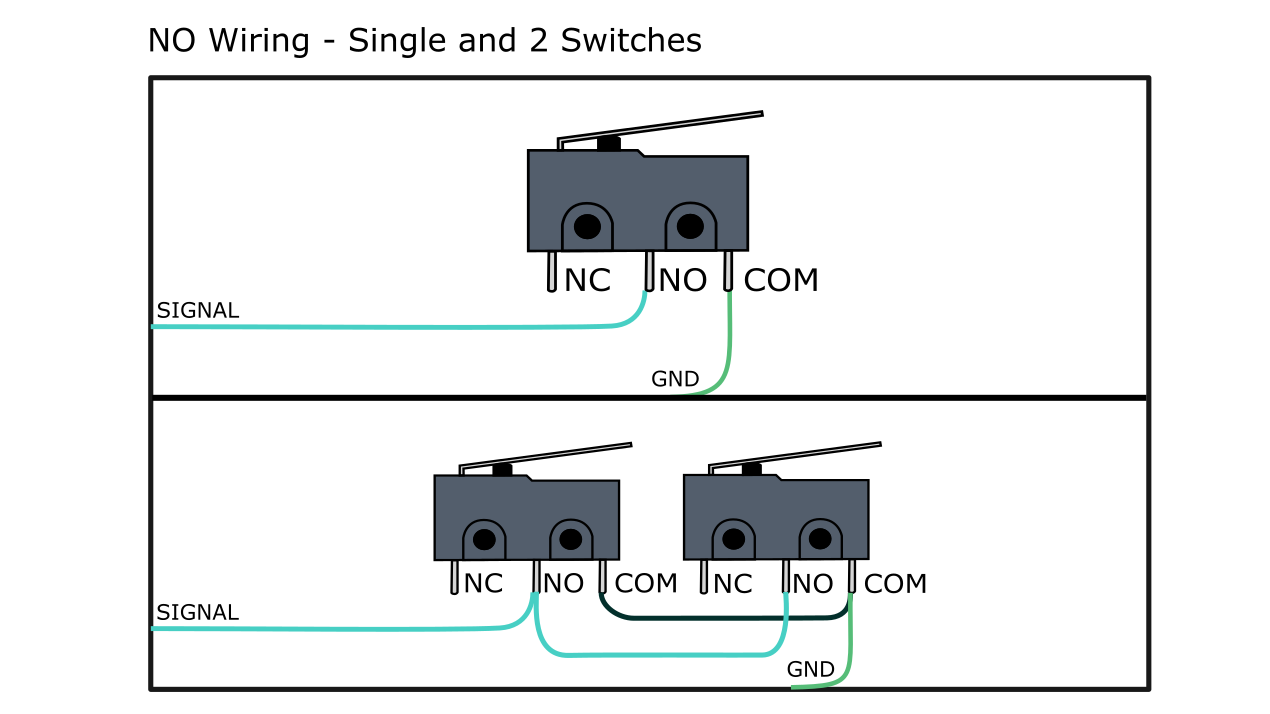 NO Wiring - Single and 2 Switches
NC NO COM
SIGNAL
GND
NC NO COM NC NO COM
SIGNAL
GND